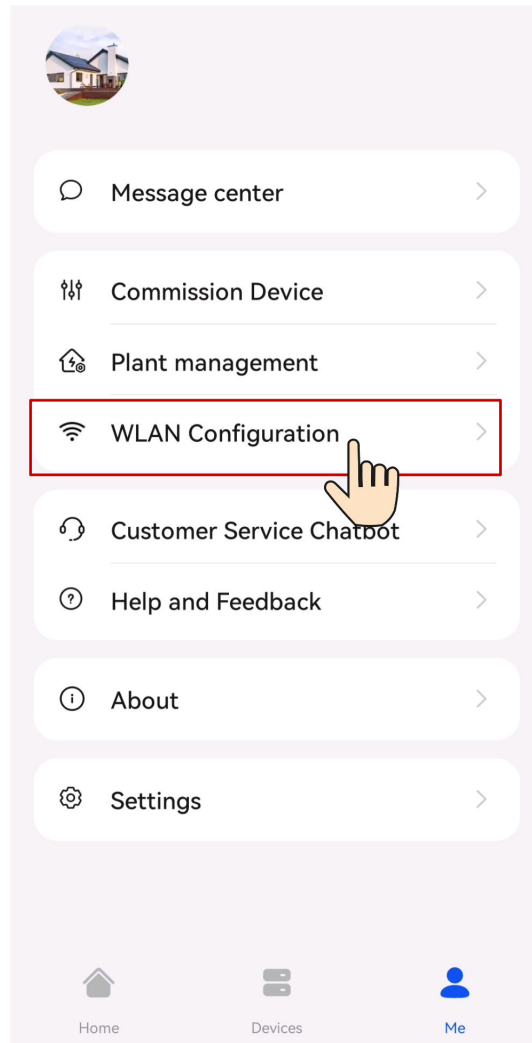 Message center
Commission Device
Plant management
WLAN Configuration
Customer Service Chatbot
Help and Feedback
About
Settings
Home
Devices
Me